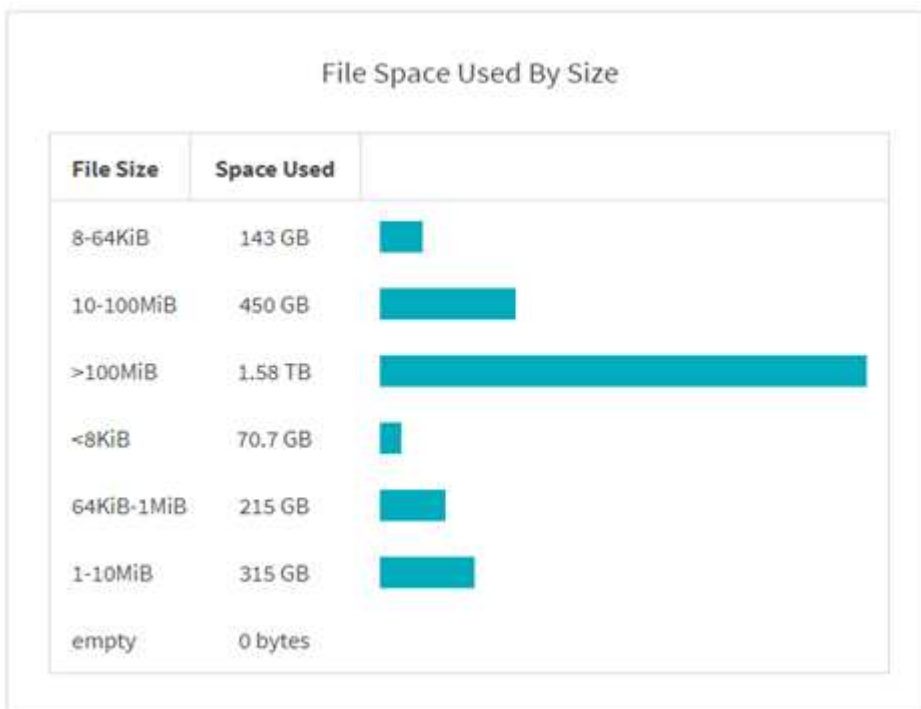 File Space Used By Size
File Size Space Used
8-64KiB 143 GB
10-100MiB 450 GB
>100MiB 1.58 TB
<8KiB 70.7 GB
64KiB-1MiB 215 GB
1-10MiB 315 GB
empty 0 bytes